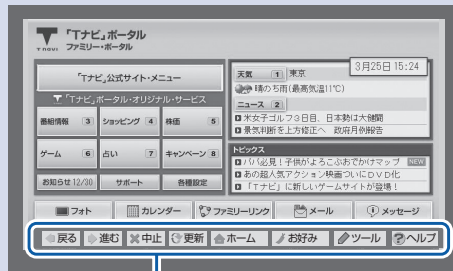 T navi
「Tナビ」ポータル
ファミリー・ポータル
3月25日 15:24
「Tナビ」公式サイト・メニュー
「Tナビ」ポータル・オリジナル・サービス
番組情報 3 ショッピング 4 株価 5
ゲーム 6 占い 7 キャンペーン 8
お知らせ 12/30 サポート 各種設定
天気 1 東京
晴のち雨(最高気温11℃)
ニュース 2
米女子ゴルフ3日目、日本勢は大健闘
景気判断を上方修正へ 政府月例報告
トピックス
パパ必見!子供がよろこぶおでかけマップ NEW
あの超人気アクション映画ついにDVD化
「Tナビ」に新しいゲームサイトが登場!
フォト カレンダー ファミリーリンク メール メッセージ
戻る 進む 中止 更新 ホーム お好み ツール ヘルプ